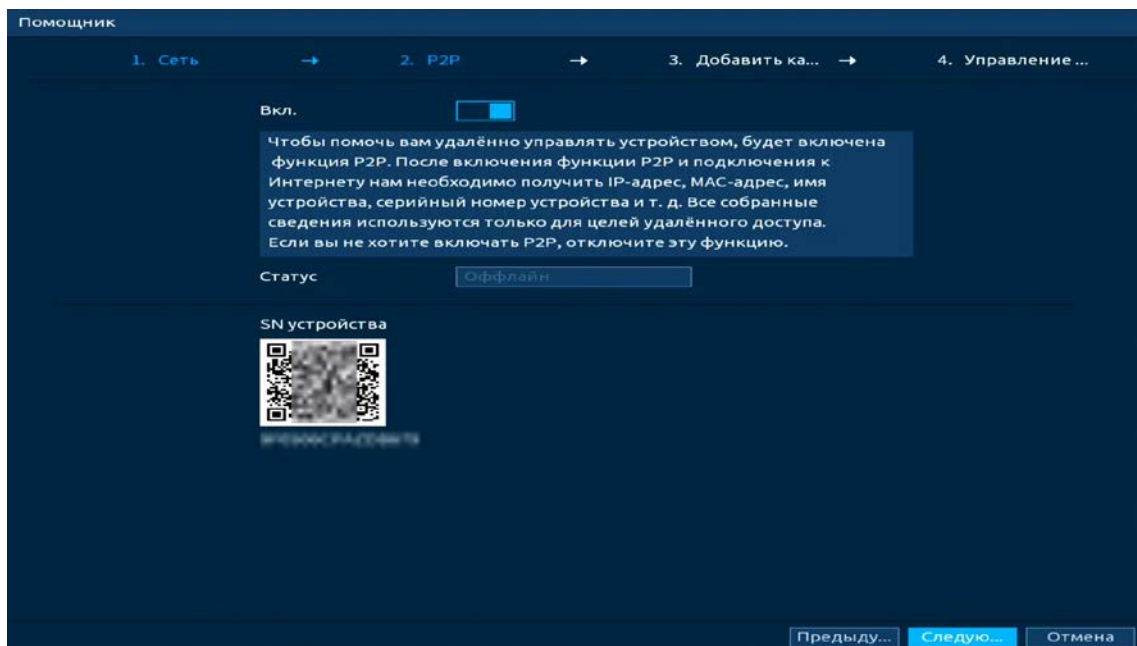 Помощник
1. Сеть → 2. P2P → 3. Добавить ка... → 4. Управление ...
Вкл.
Чтобы помочь вам удалённо управлять устройством, будет включена
функция P2P. После включения функции P2P и подключения к
Интернету нам необходимо получить IP-адрес, MAC-адрес, имя
устройства, серийный номер устройства и т. д. Все собранные
сведения используются только для целей удалённого доступа.
Если вы не хотите включать P2P, отключите эту функцию.
Статус Оффлайн
SN устройства
Предыду... Следую... Отмена